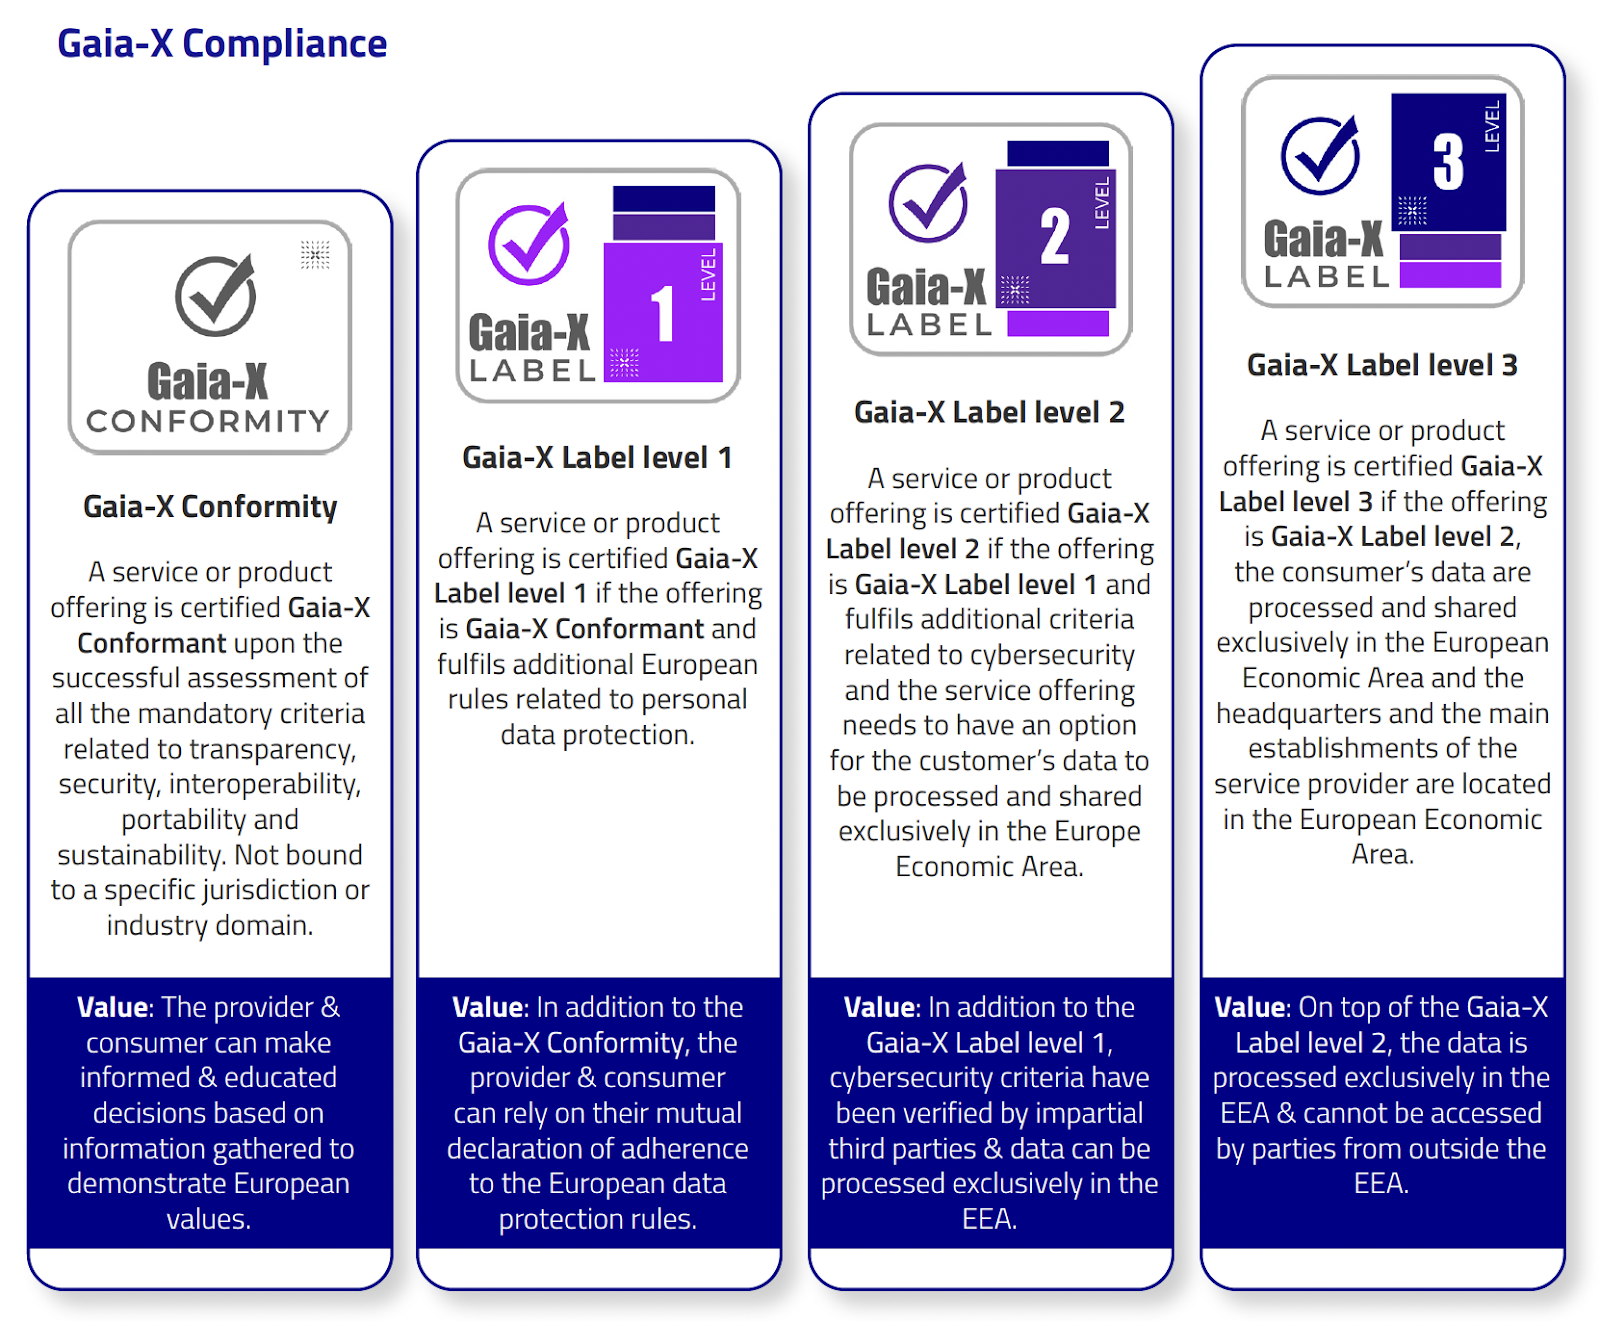 Gaia-X Compliance
Gaia-X
CONFORMITY
Gaia-X Conformity
A service or product
offering is certified Gaia-X
Conformant upon the
successful assessment of
all the mandatory criteria
related to transparency,
security, interoperability,
portability and
sustainability. Not bound
to a specific jurisdiction or
industry domain.
Value: The provider &
consumer can make
informed & educated
decisions based on
information gathered to
demonstrate European
values.
LEVEL
1
Gaia-X
LABEL
Gaia-X Label level 1
A service or product
offering is certified Gaia-X
Label level 1 if the offering
is Gaia-X Conformant and
fulfils additional European
rules related to personal
data protection.
Value: In addition to the
Gaia-X Conformity, the
provider & consumer
can rely on their mutual
declaration of adherence
to the European data
protection rules.
LEVEL
2
Gaia-X
LABEL
Gaia-X Label level 2
A service or product
offering is certified Gaia-X
Label level 2 if the offering
is Gaia-X Label level 1 and
fulfils additional criteria
related to cybersecurity
and the service offering
needs to have an option
for the customer's data to
be processed and shared
exclusively in the Europe
Economic Area.
Value: In addition to the
Gaia-X Label level 1,
cybersecurity criteria have
been verified by impartial
third parties & data can be
processed exclusively in the
EEA.
LEVEL
3
Gaia-X
LABEL
Gaia-X Label level 3
A service or product
offering is certified Gaia-X
Label level 3 if the offering
is Gaia-X Label level 2,
the consumer's data are
processed and shared
exclusively in the European
Economic Area and the
headquarters and the main
establishments of the
service provider are located
in the European Economic
Area.
Value: On top of the Gaia-X
Label level 2, the data is
processed exclusively in the
EEA & cannot be accessed
by parties from outside the
EEA.